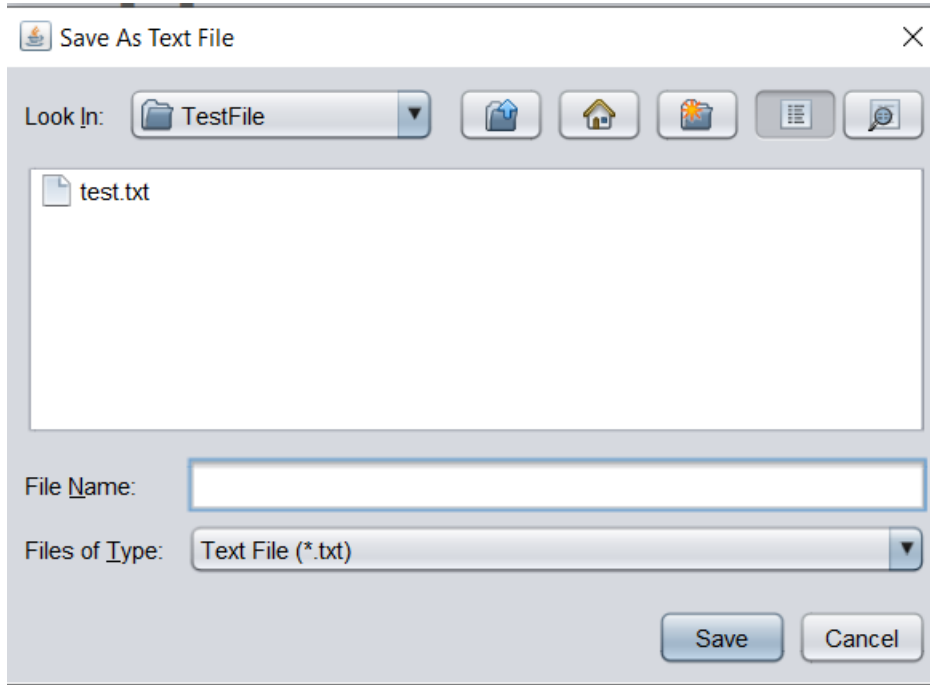 Save As Text File
Look In: TestFile
test.txt
File Name:
Files of Type: Text File (*.txt)
Save Cancel